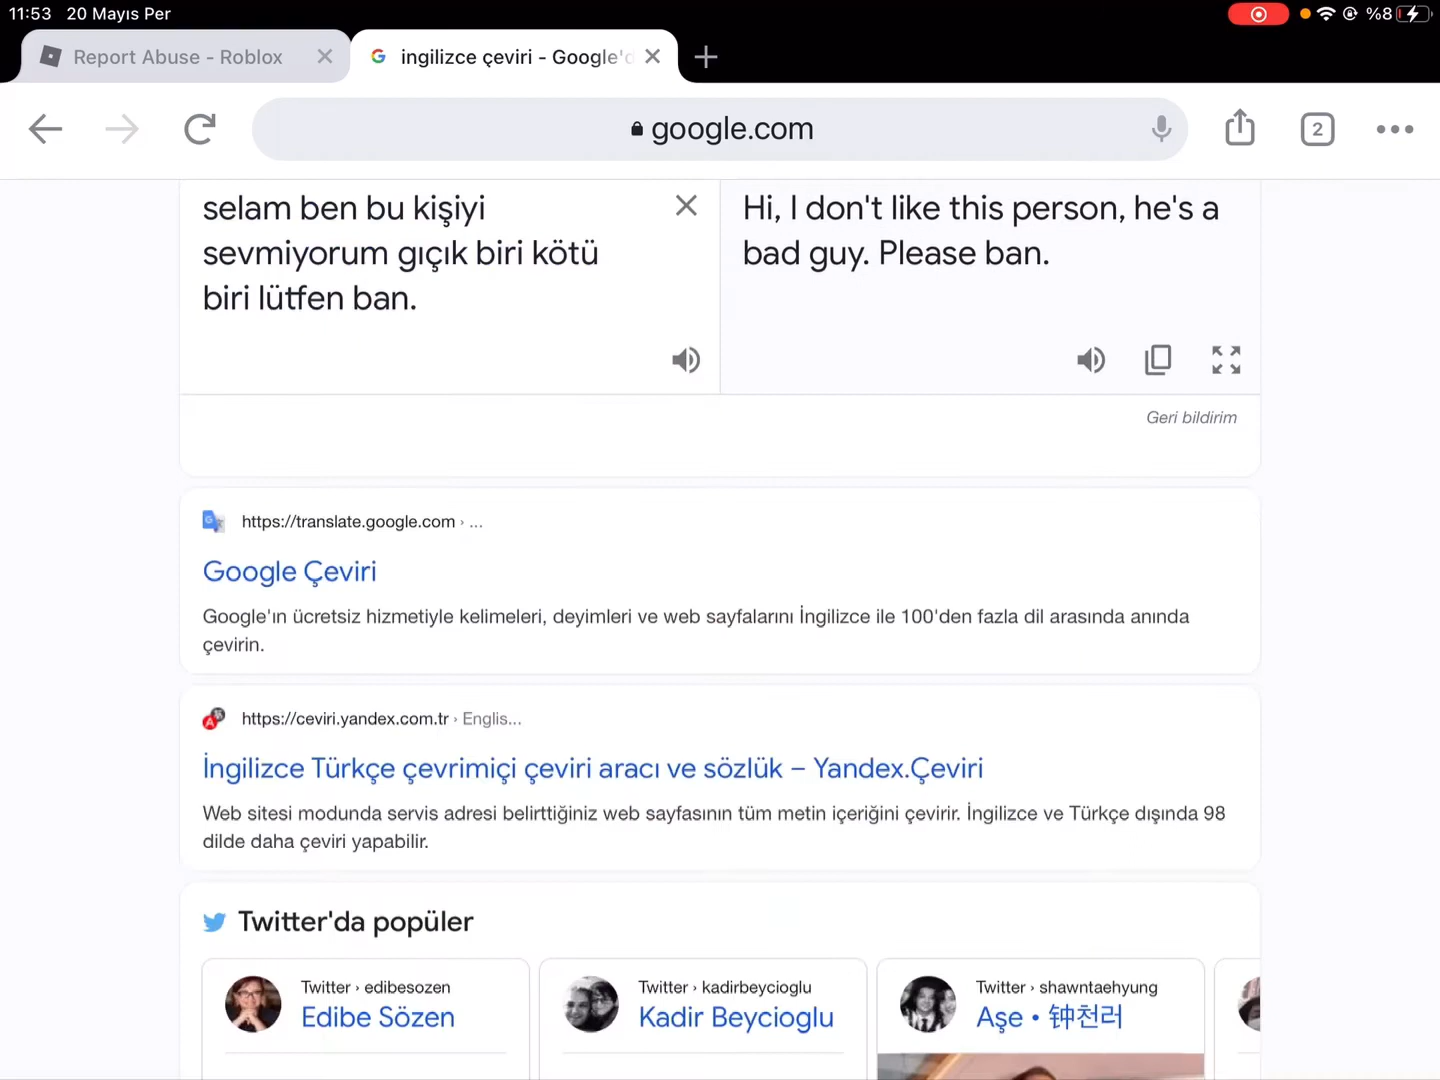 11:53 20 Mayıs Per %8
Report Abuse - Roblox
ingilizce çeviri - Google'd
google.com
2
selam ben bu kişiyi
sevmiyorum gıçık biri kötü
biri lütfen ban.
Hi, I don't like this person, he's a
bad guy. Please ban.
Geri bildirim
https://translate.google.com › ...
Google Çeviri
Google'ın ücretsiz hizmetiyle kelimeleri, deyimleri ve web sayfalarını İngilizce ile 100'den fazla dil arasında anında
çevirin.
https://ceviri.yandex.com.tr › Englis...
İngilizce Türkçe çevrimiçi çeviri aracı ve sözlük – Yandex.Çeviri
Web sitesi modunda servis adresi belirttiğiniz web sayfasının tüm metin içeriğini çevirir. İngilizce ve Türkçe dışında 98
dilde daha çeviri yapabilir.
Twitter'da popüler
Twitter › edibesozen
Edibe Sözen
Twitter › kadirbeycioglu
Kadir Beycioglu
Twitter › shawntaehyung
Aşe • 钟천러